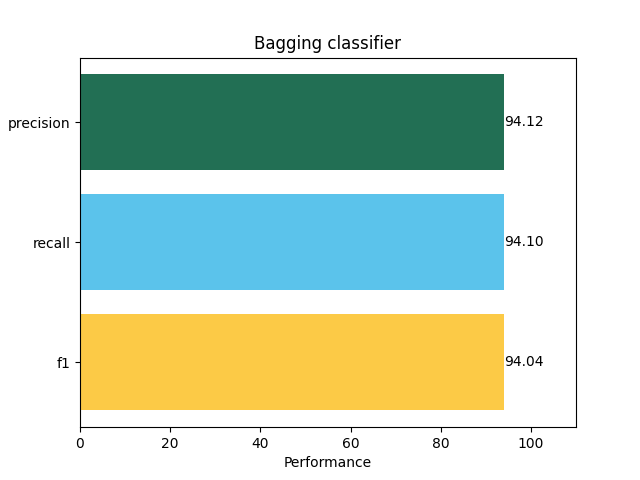 Bagging classifier
precision
94.12
recall
94.10
f1
94.04
0 20 40 60 80 100
Performance